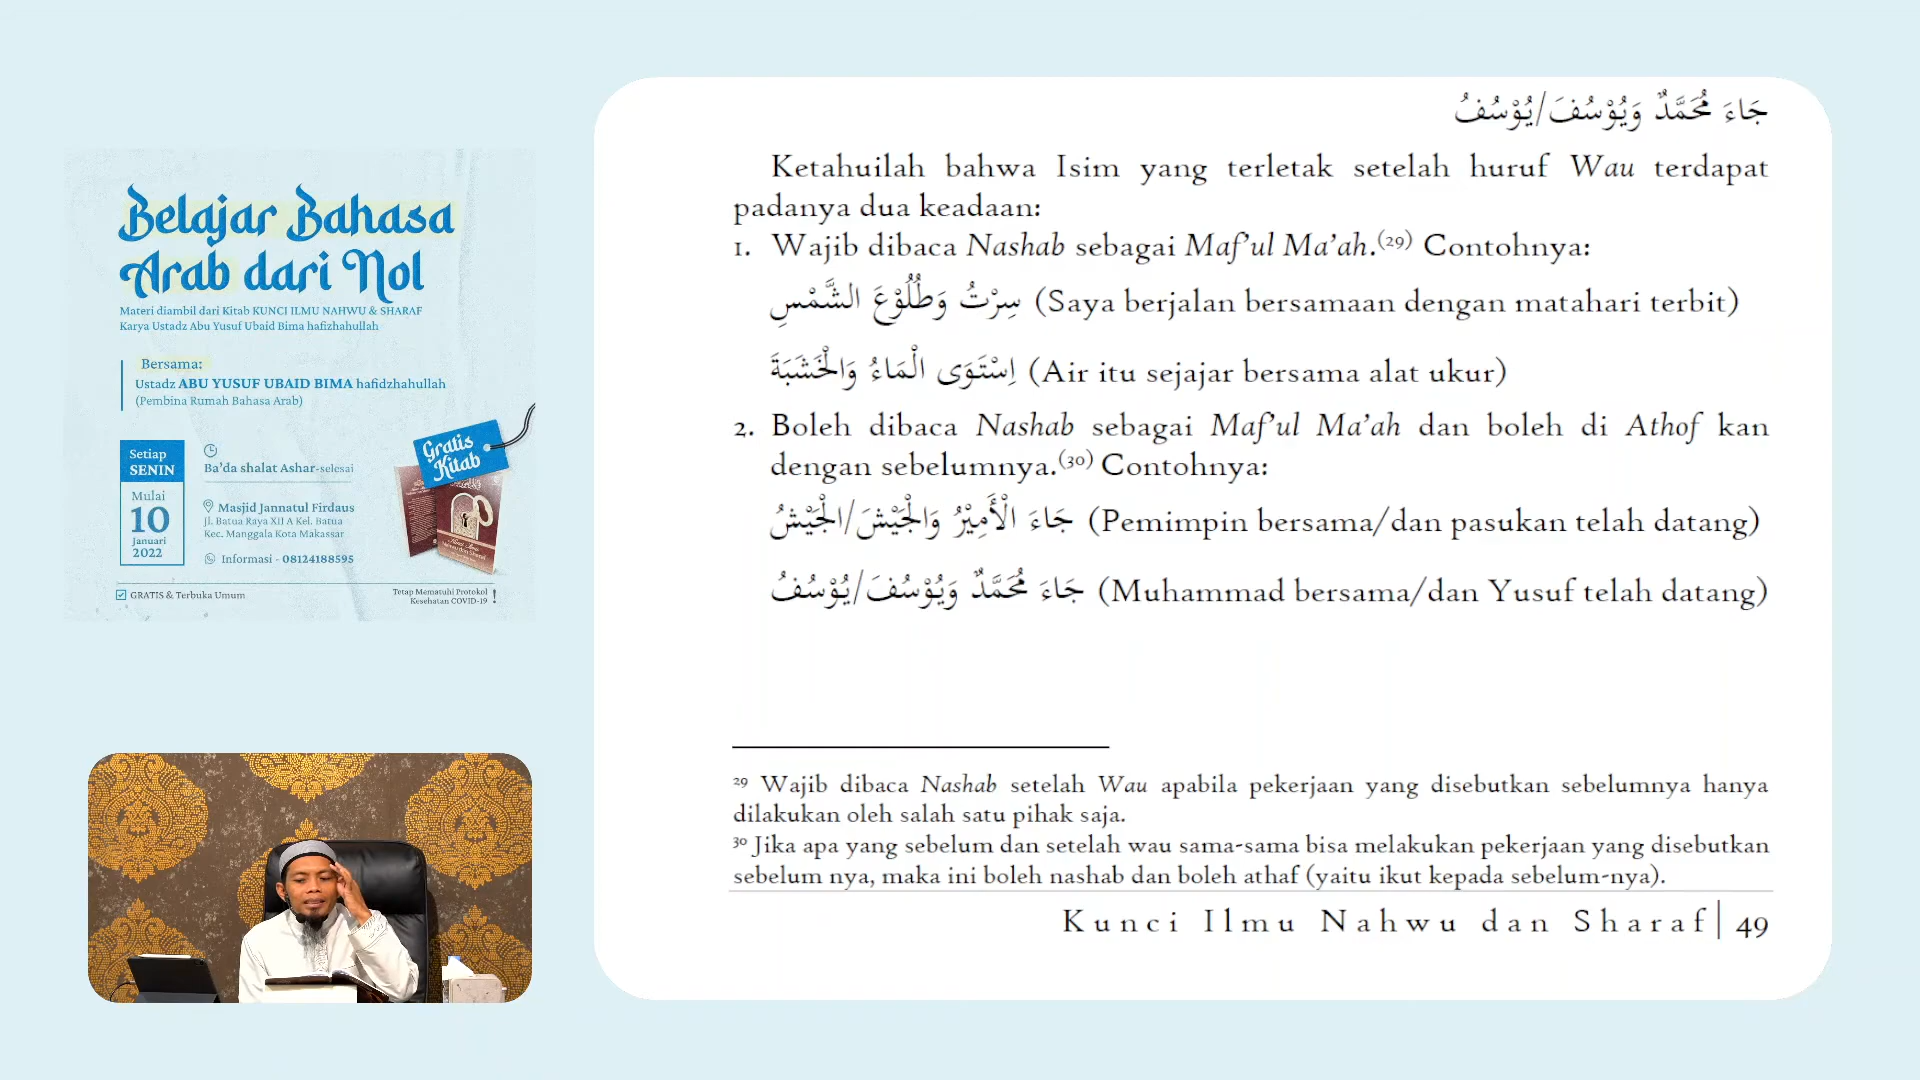 Belajar Bahasa
Arab dari Nol
Materi diambil dari Kitab KUNCI ILMU NAHWU & SHARAF
Karya Ustadz Abu Yusuf Ubaid Bima hafizhahullah
Bersama:
Ustadz ABU YUSUF UBAID BIMA hafidzhahullah
(Pembina Rumah Bahasa Arab)
Gratis
Kitab
Setiap
SENIN
Mulai
10
Januari
2022
Ba'da shalat Ashar-selesai
Masjid Jannatul Firdaus
Jl. Batua Raya XII A Kel. Batua
Kec. Manggala Kota Makassar
Informasi - 08124188595
GRATIS & Terbuka Umum
Tetap Mematuhi Protokol
Kesehatan COVID-19 !
جَاءَ مُحَمَّدٌ وَيُوْسُفَ/يُوْسُفُ
Ketahuilah bahwa Isim yang terletak setelah huruf Wau terdapat
padanya dua keadaan:
1. Wajib dibaca Nashab sebagai Maf'ul Ma'ah.(29) Contohnya:
سِرْتُ وَطُلُوْعَ الشَّمْسِ (Saya berjalan bersamaan dengan matahari terbit)
اِسْتَوَى الْمَاءُ وَالْخَشَبَةَ (Air itu sejajar bersama alat ukur)
2. Boleh dibaca Nashab sebagai Maf'ul Ma'ah dan boleh di Athof kan
dengan sebelumnya.(30) Contohnya:
جَاءَ الْأَمِيْرُ وَالْجَيْشَ/الْجَيْشُ (Pemimpin bersama/dan pasukan telah datang)
جَاءَ مُحَمَّدٌ وَيُوْسُفَ/يُوْسُفُ (Muhammad bersama/dan Yusuf telah datang)
29 Wajib dibaca Nashab setelah Wau apabila pekerjaan yang disebutkan sebelumnya hanya
dilakukan oleh salah satu pihak saja.
30 Jika apa yang sebelum dan setelah wau sama-sama bisa melakukan pekerjaan yang disebutkan
sebelum nya, maka ini boleh nashab dan boleh athaf (yaitu ikut kepada sebelum-nya).
Kunci Ilmu Nahwu dan Sharaf| 49